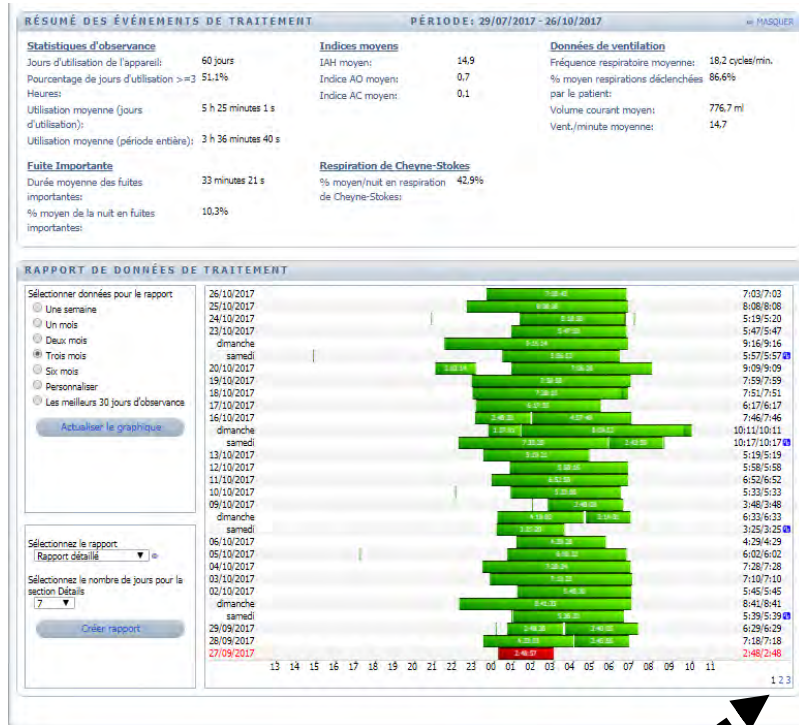 RÉSUMÉ DES ÉVÉNEMENTS DE TRAITEMENT PÉRIODE: 29/07/2017 - 26/10/2017 MASQUER
Statistiques d'observance
Jours d'utilisation de l'appareil: 60 jours
Pourcentage de jours d'utilisation >=3 51,1%
Heures:
Utilisation moyenne (jours 5 h 25 minutes 1 s
d'utilisation):
Utilisation moyenne (période entière): 3 h 36 minutes 40 s
Indices moyens
IAH moyen: 14,9
Indice AO moyen: 0,7
Indice AC moyen: 0,1
Données de ventilation
Fréquence respiratoire moyenne: 18,2 cycles/min.
% moyen respirations déclenchées 86,6%
par le patient:
Volume courant moyen: 776,7 ml
Vent./minute moyenne: 14,7
Fuite Importante
Durée moyenne des fuites 33 minutes 21 s
importantes:
% moyen de la nuit en fuites 10,3%
importantes:
Respiration de Cheyne-Stokes
% moyen/nuit en respiration 42,9%
de Cheyne-Stokes:
RAPPORT DE DONNÉES DE TRAITEMENT
Sélectionner données pour le rapport
Une semaine
Un mois
Deux mois
Trois mois
Six mois
Personnaliser
Les meilleurs 30 jours d'observance
Actualiser le graphique
Sélectionnez le rapport
Rapport détaillé
Sélectionnez le nombre de jours pour la
section Détails
7
Créer rapport
26/10/2017 7:03/7:03
25/10/2017 8:08/8:08
24/10/2017 5:19/5:20
23/10/2017 5:47/5:47
dimanche 9:16/9:16
samedi 5:57/5:57
20/10/2017 9:09/9:09
19/10/2017 7:59/7:59
18/10/2017 7:51/7:51
17/10/2017 6:17/6:17
16/10/2017 7:46/7:46
dimanche 10:11/10:11
samedi 10:17/10:17
13/10/2017 5:19/5:19
12/10/2017 5:58/5:58
11/10/2017 6:52/6:52
10/10/2017 5:33/5:33
09/10/2017 3:48/3:48
dimanche 6:33/6:33
samedi 3:25/3:25
06/10/2017 4:29/4:29
05/10/2017 6:02/6:02
04/10/2017 7:28/7:28
03/10/2017 7:10/7:10
02/10/2017 5:45/5:45
dimanche 8:41/8:41
samedi 5:39/5:39
29/09/2017 6:29/6:29
28/09/2017 7:18/7:18
27/09/2017 2:48:57 2:48/2:48
13 14 15 16 17 18 19 20 21 22 23 00 01 02 03 04 05 06 07 08 09 10 11
1 2 3